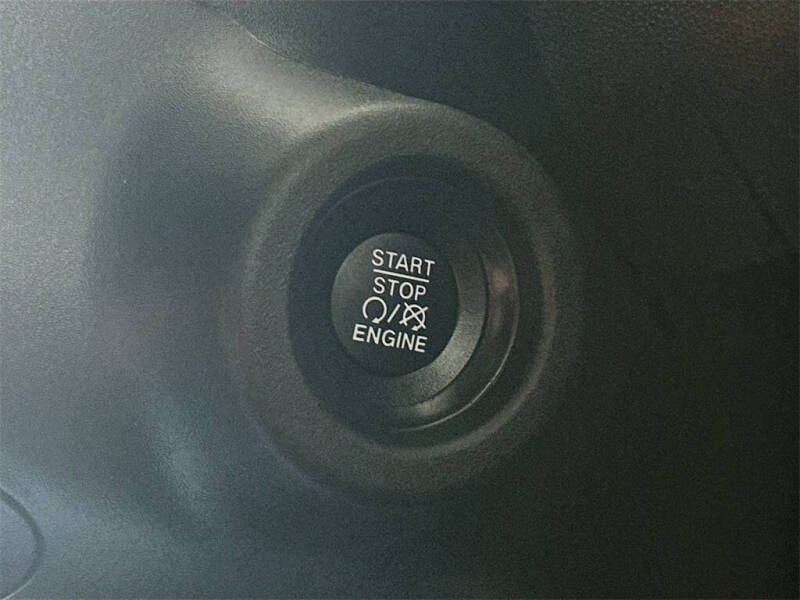 START
STOP
/
ENGINE